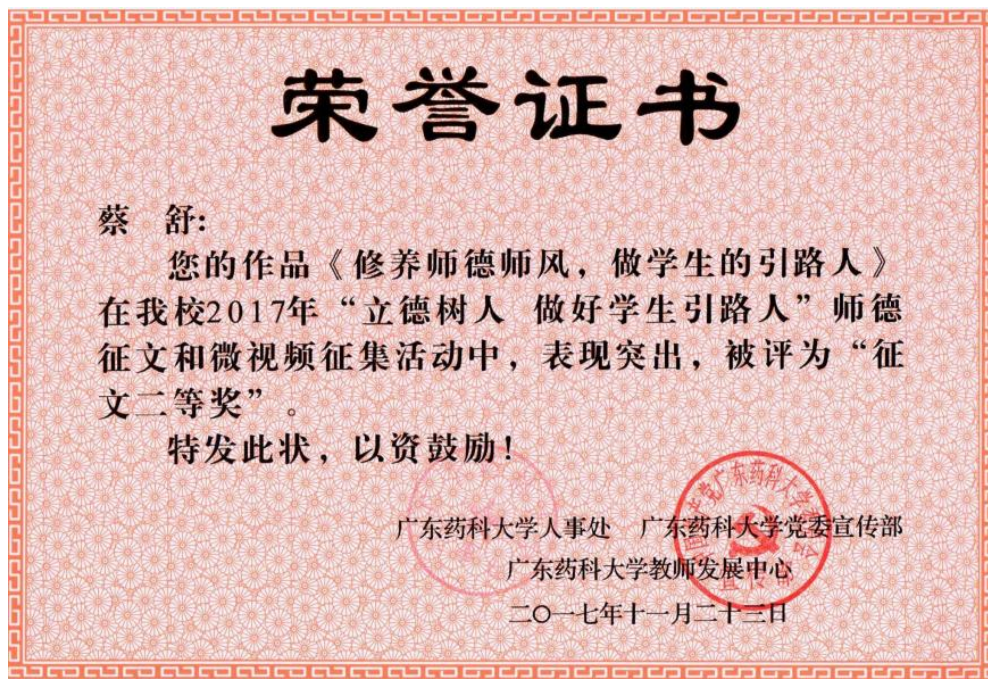 荣誉证书
蔡 舒:
您的作品《修养师德师风，做学生的引路人》
在我校2017年“立德树人 做好学生引路人”师德
征文和微视频征集活动中，表现突出，被评为“征
文二等奖”。
特发此状，以资鼓励！
广东药科大学人事处 广东药科大学党委宣传部
广东药科大学教师发展中心
二〇一七年十一月二十三日